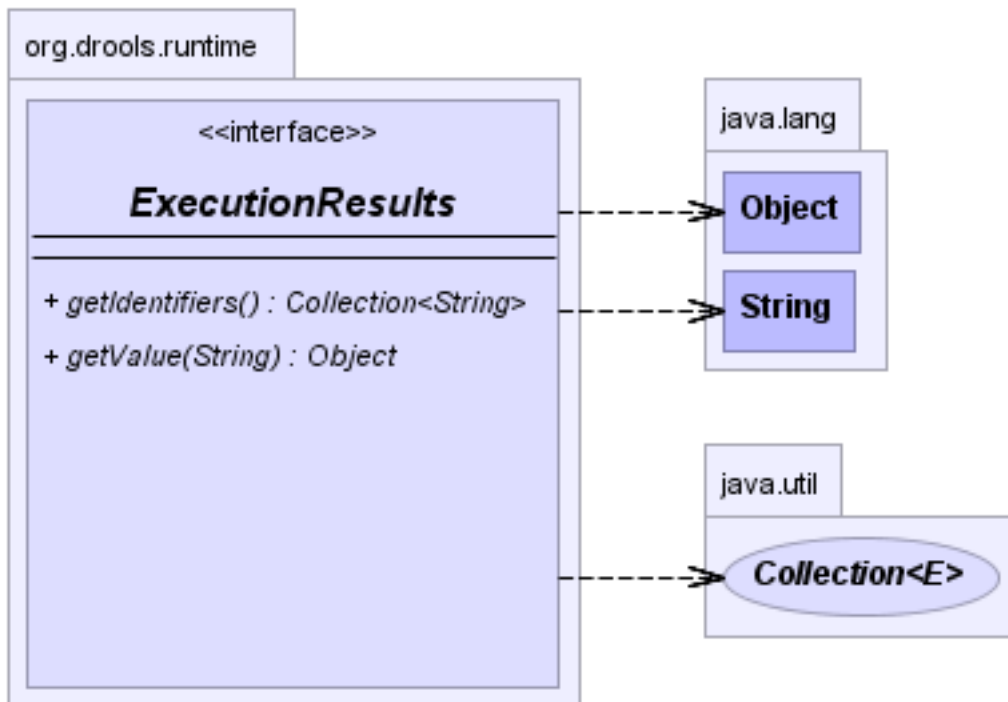 org.drools.runtime
<<interface>>
ExecutionResults
+ getIdentifiers() : Collection<String>
+ getValue(String) : Object
java.lang
Object
String
java.util
Collection<E>